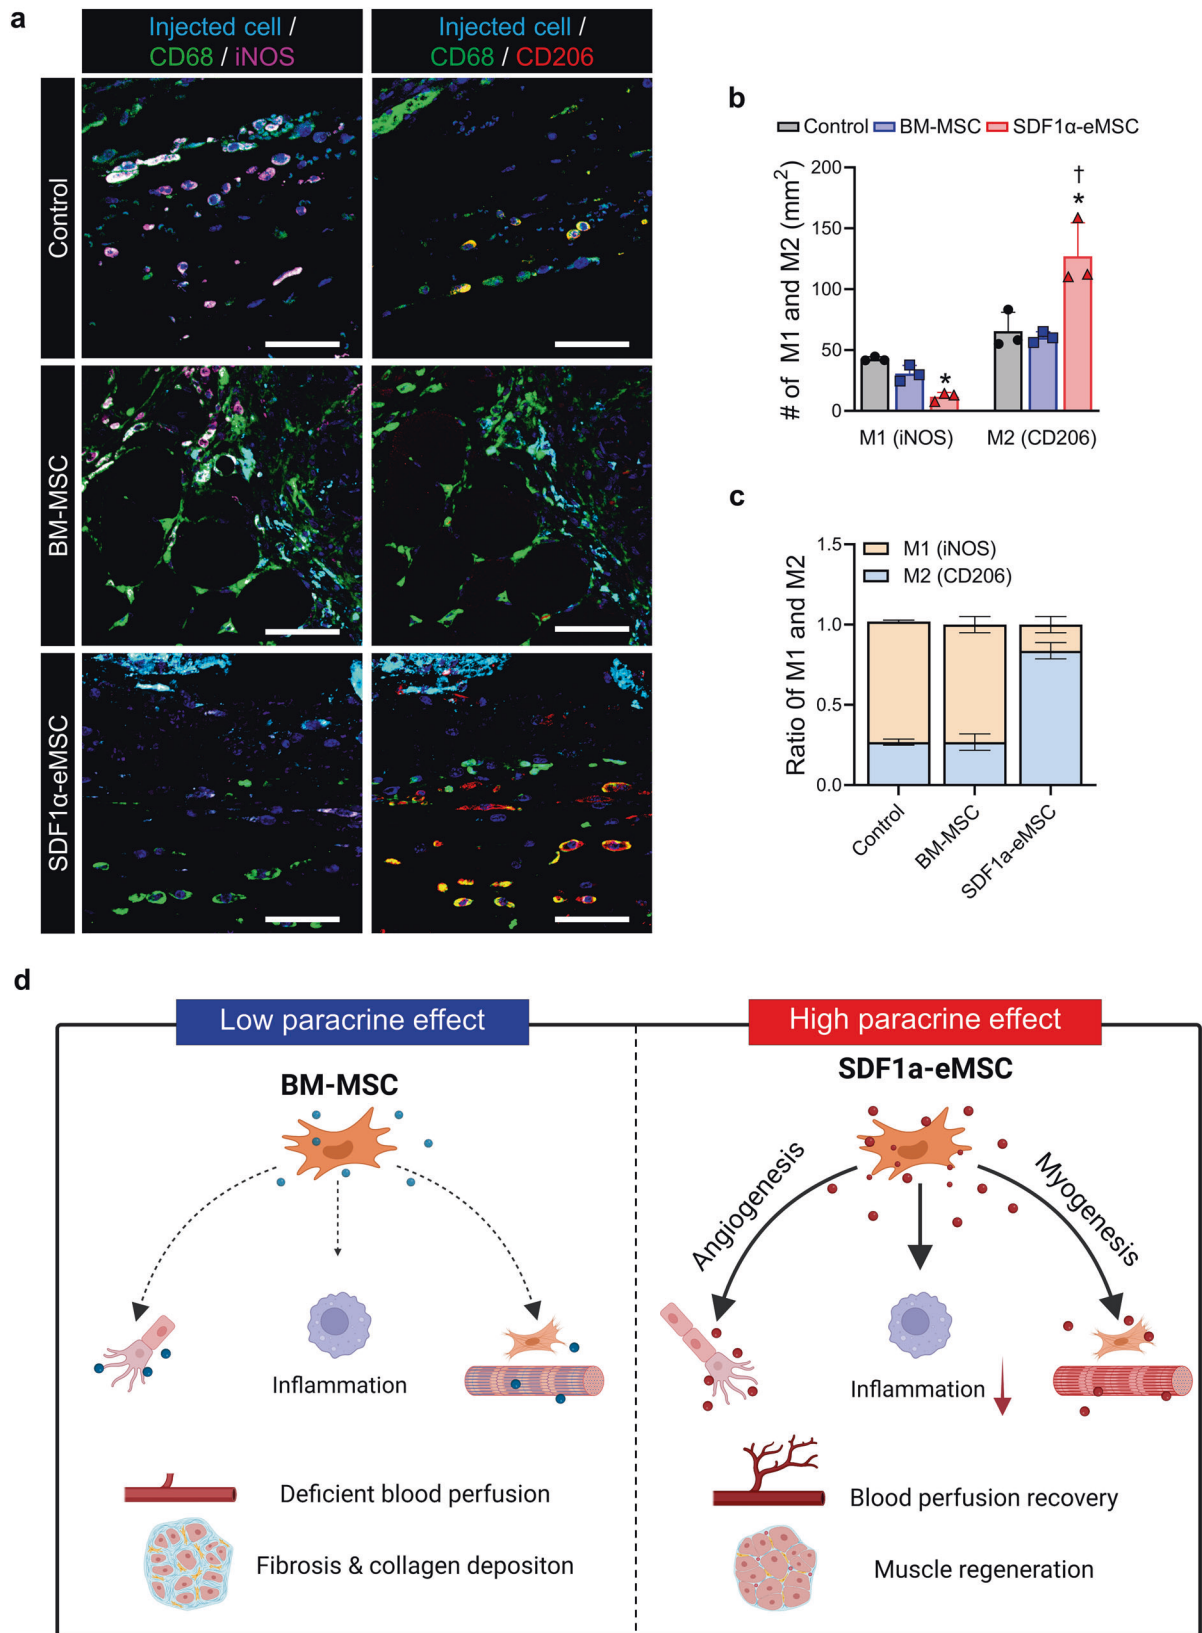 a
Injected cell /
CD68 / iNOS
Injected cell /
CD68 / CD206
Control
BM-MSC
SDF1α-eMSC
b
Control
BM-MSC
SDF1α-eMSC
# of M1 and M2 (mm²)
200
150
100
50
0
†
*
*
M1 (iNOS)
M2 (CD206)
c
M1 (iNOS)
M2 (CD206)
Ratio of M1 and M2
1.5
1.0
0.5
0.0
Control
BM-MSC
SDF1a-eMSC
d
Low paracrine effect
BM-MSC
Inflammation
Deficient blood perfusion
Fibrosis & collagen depositon
High paracrine effect
SDF1a-eMSC
Angiogenesis
Myogenesis
Inflammation
Blood perfusion recovery
Muscle regeneration